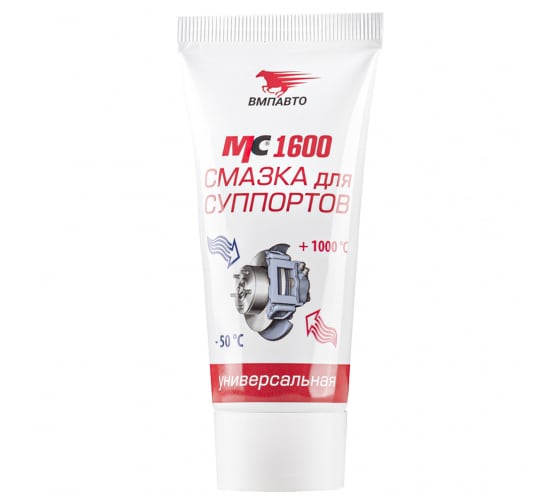 ВМПАВТО
МС 1600
СМАЗКА для
СУППОРТОВ
+ 1000 °C
- 50 °C
универсальная